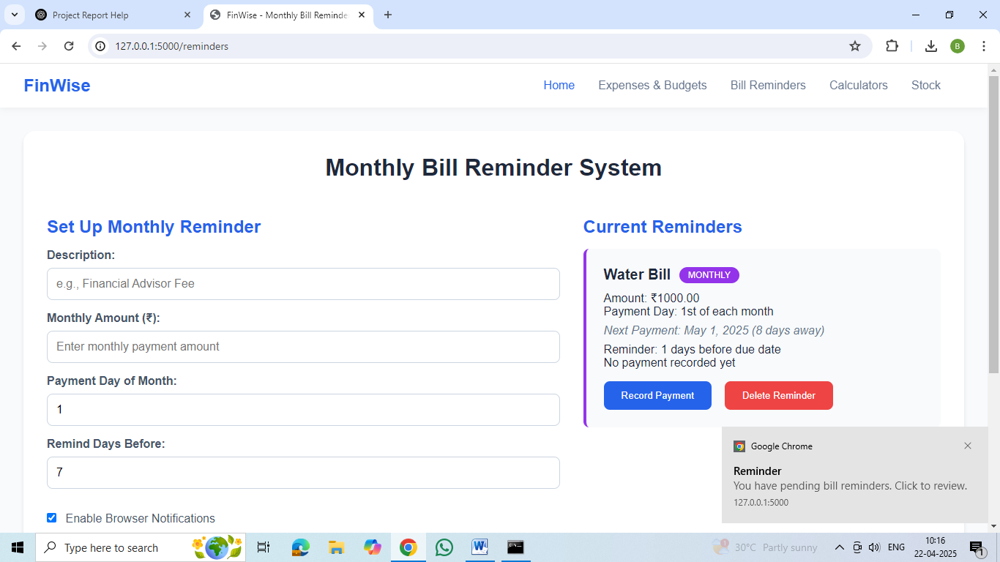 Project Report Help
FinWise - Monthly Bill Reminde
127.0.0.1:5000/reminders
B
FinWise
Home
Expenses & Budgets
Bill Reminders
Calculators
Stock
Monthly Bill Reminder System
Set Up Monthly Reminder
Description:
e.g., Financial Advisor Fee
Monthly Amount (₹):
Enter monthly payment amount
Payment Day of Month:
1
Remind Days Before:
7
Enable Browser Notifications
Current Reminders
Water Bill MONTHLY
Amount: ₹1000.00
Payment Day: 1st of each month
Next Payment: May 1, 2025 (8 days away)
Reminder: 1 days before due date
No payment recorded yet
Record Payment
Delete Reminder
Google Chrome
Reminder
You have pending bill reminders. Click to review.
127.0.0.1:5000
Type here to search
30°C Partly sunny
ENG
10:16
22-04-2025
1